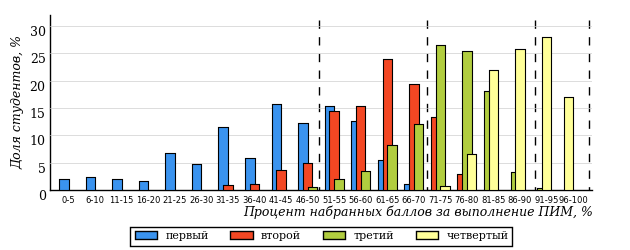 Доля студентов, %
30
25
20
15
10
5
0
0-5 6-10 11-15 16-20 21-25 26-30 31-35 36-40 41-45 46-50 51-55 56-60 61-65 66-70 71-75 76-80 81-85 86-90 91-95 96-100
Процент набранных баллов за выполнение ПИМ, %
первый второй третий четвертый